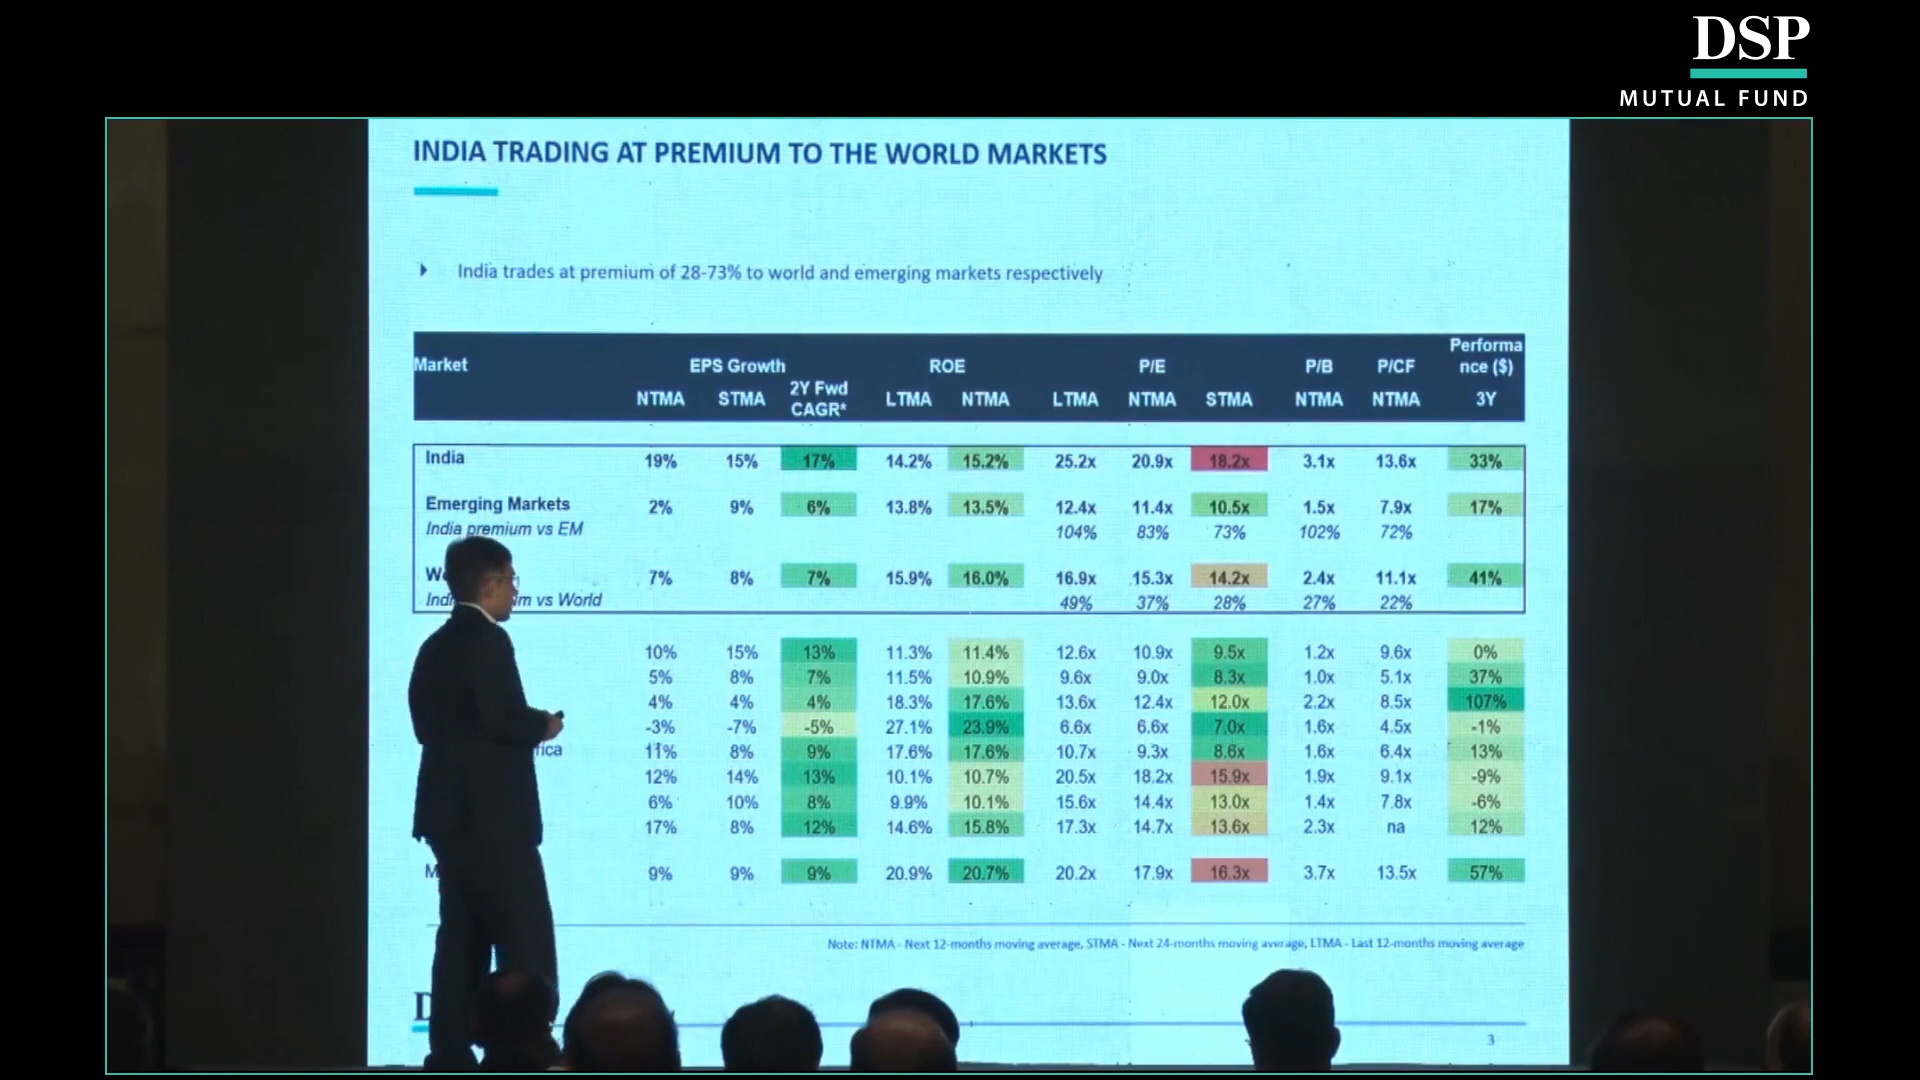 DSP
MUTUAL FUND
INDIA TRADING AT PREMIUM TO THE WORLD MARKETS
India trades at premium of 28-73% to world and emerging markets respectively
Market EPS Growth ROE P/E P/B P/CF Performa nce ($)
NTMA STMA 2Y Fwd CAGR* LTMA NTMA LTMA NTMA STMA NTMA NTMA 3Y
India 19% 15% 17% 14.2% 15.2% 25.2x 20.9x 18.2x 3.1x 13.6x 33%
Emerging Markets 2% 9% 6% 13.8% 13.5% 12.4x 11.4x 10.5x 1.5x 7.9x 17%
India premium vs EM 104% 83% 73% 102% 72%
7% 8% 7% 15.9% 16.0% 16.9x 15.3x 14.2x 2.4x 11.1x 41%
vs World 49% 37% 28% 27% 22%
10% 15% 13% 11.3% 11.4% 12.6x 10.9x 9.5x 1.2x 9.6x 0%
5% 8% 7% 11.5% 10.9% 9.6x 9.0x 8.3x 1.0x 5.1x 37%
4% 4% 4% 18.3% 17.6% 13.6x 12.4x 12.0x 2.2x 8.5x 107%
-3% -7% -5% 27.1% 23.9% 6.6x 6.6x 7.0x 1.6x 4.5x -1%
11% 8% 9% 17.6% 17.6% 10.7x 9.3x 8.6x 1.6x 6.4x 13%
12% 14% 13% 10.1% 10.7% 20.5x 18.2x 15.9x 1.9x 9.1x -9%
6% 10% 8% 9.9% 10.1% 15.6x 14.4x 13.0x 1.4x 7.8x -6%
17% 8% 12% 14.6% 15.8% 17.3x 14.7x 13.6x 2.3x na 12%
9% 9% 9% 20.9% 20.7% 20.2x 17.9x 16.3x 3.7x 13.5x 57%
Note: NTMA - Next 12-months moving average, STMA - Next 24-months moving average, LTMA - Last 12-months moving average
3